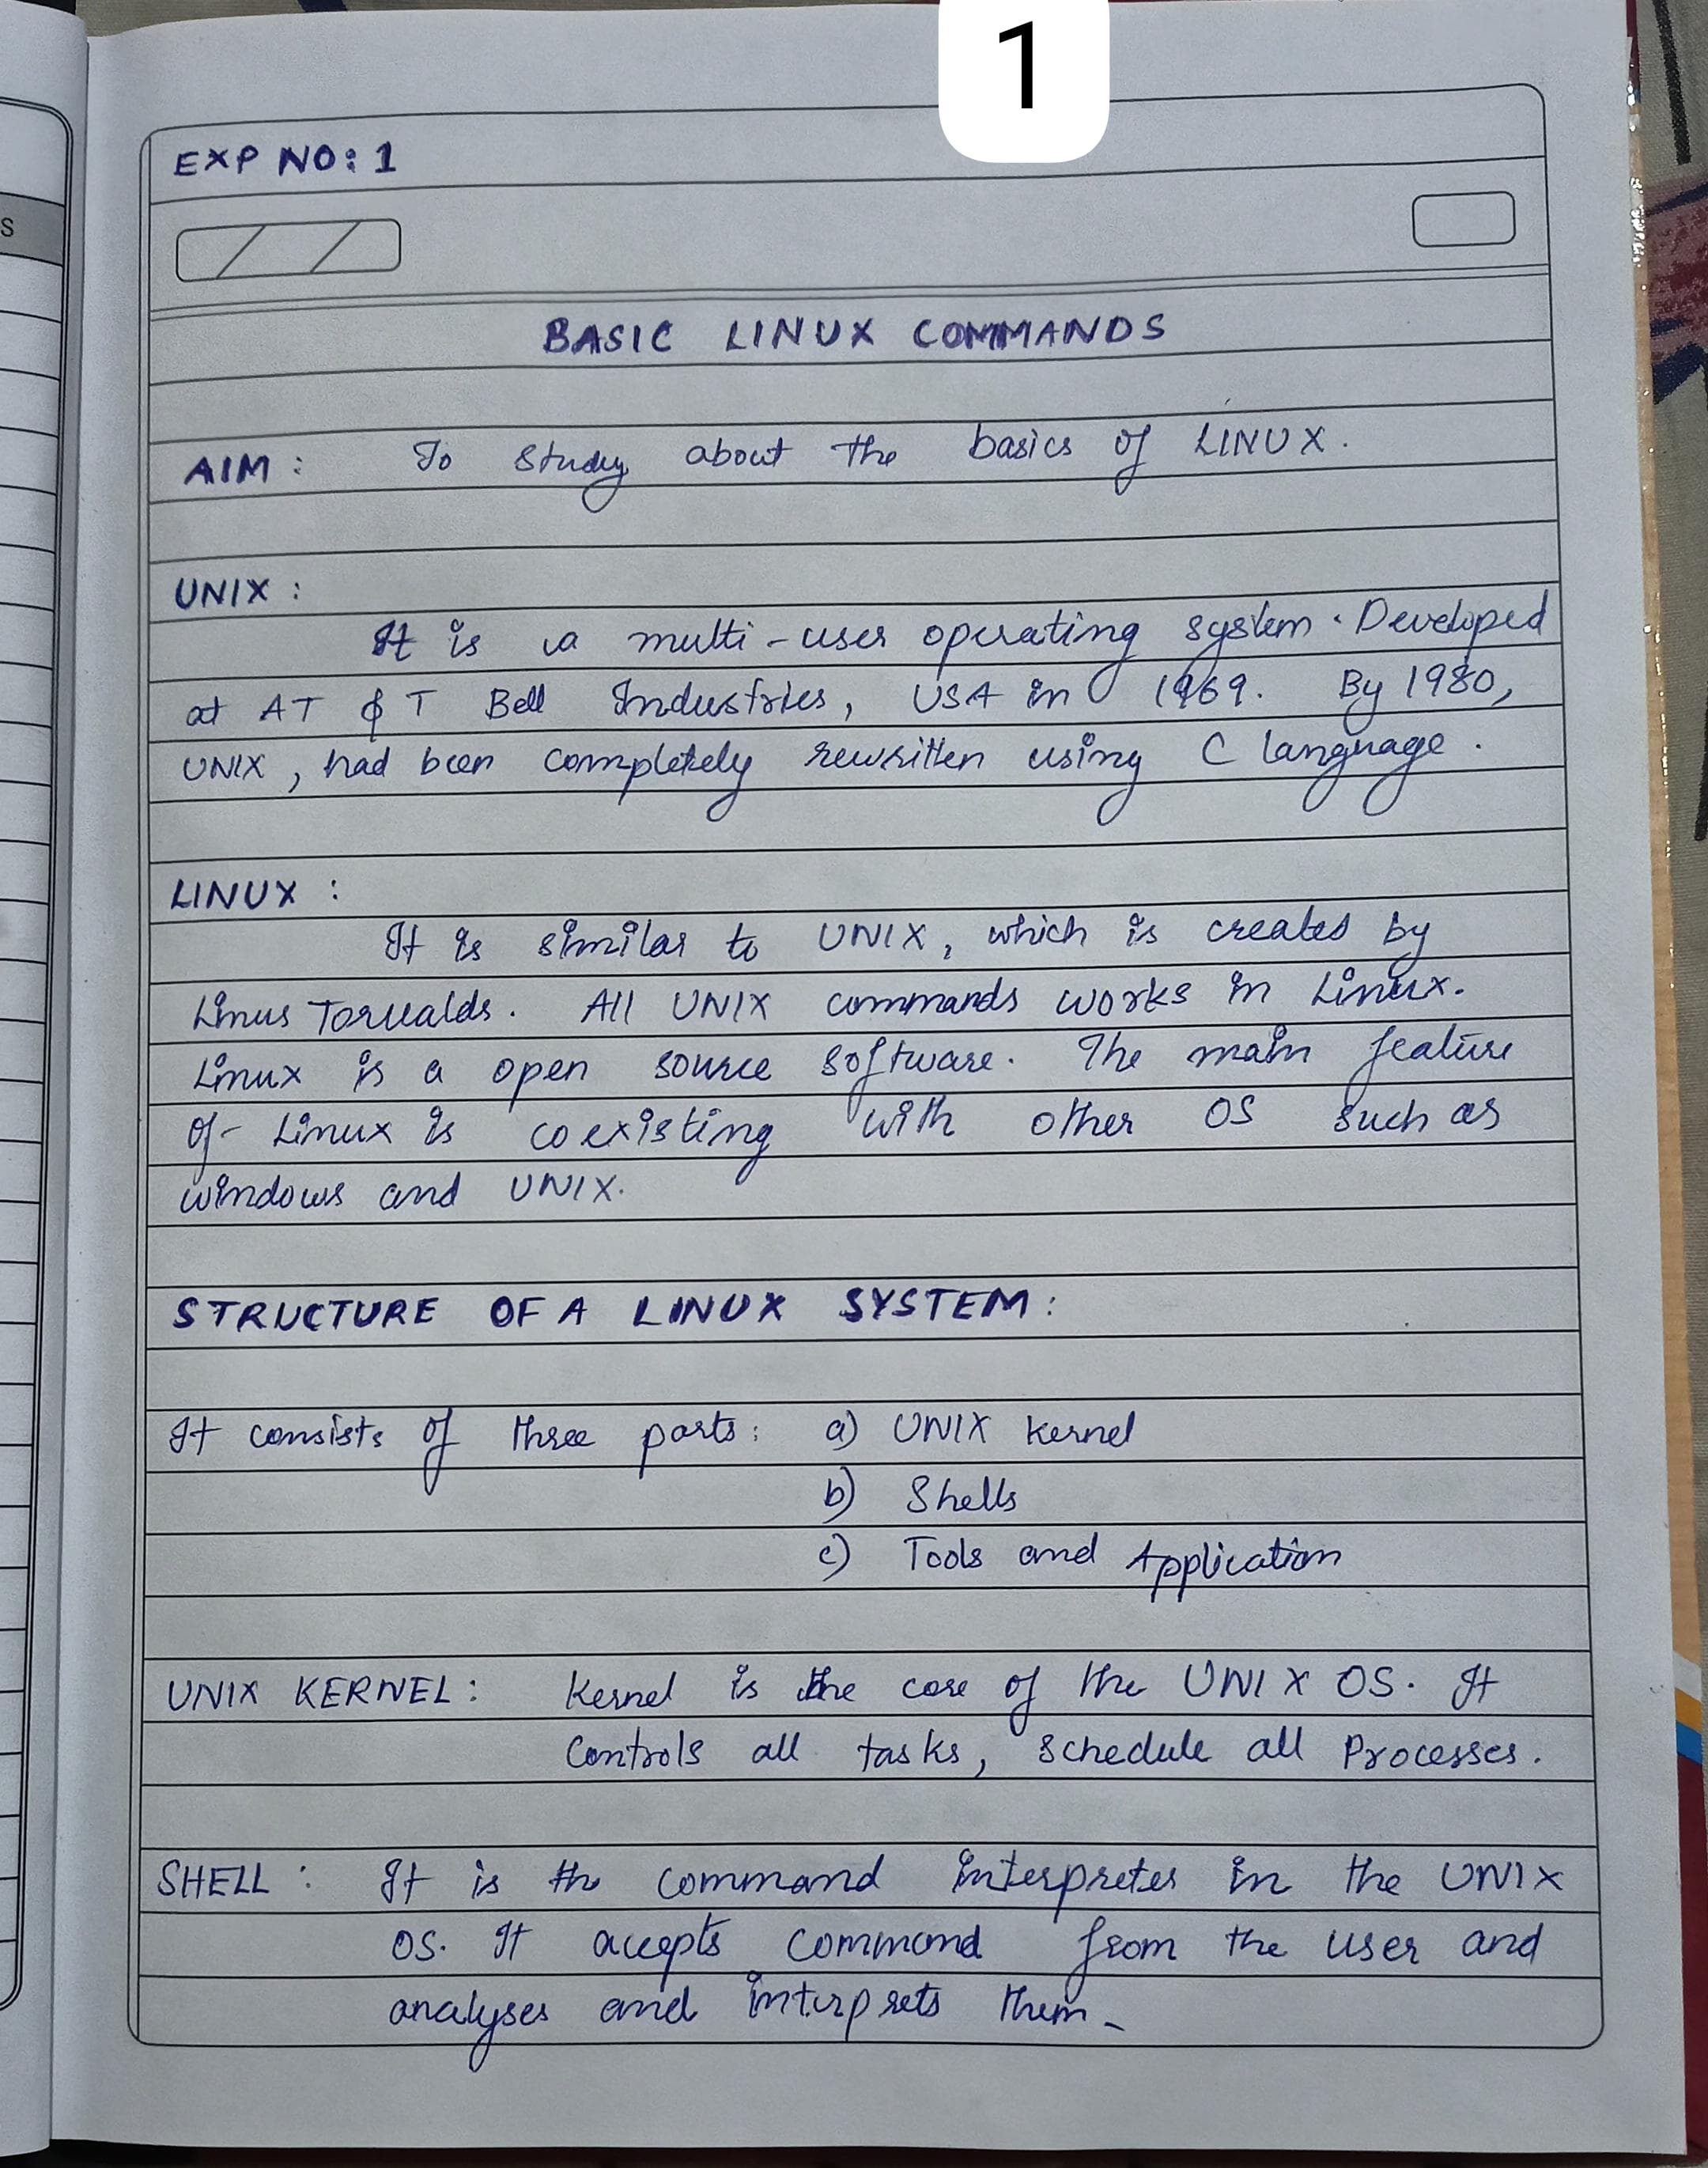 1
EXP NO: 1
S
BASIC LINUX COMMANDS
AIM : To study about the basics of LINUX.
UNIX :
It is a multi-user operating system. Developed
at AT & T Bell Industries, USA in 1969. By 1980,
UNIX, had been completely rewritten using C language.
LINUX :
It is similar to UNIX, which is created by
Linus Torvalds. All UNIX commands works in Linux.
Linux is a open source software. The main feature
of Linux is coexisting with other OS such as
windows and UNIX.
STRUCTURE OF A LINUX SYSTEM:
It consists of three parts: a) UNIX kernel
b) Shells
c) Tools and Application
UNIX KERNEL: Kernel is the core of the UNIX OS. It
controls all tasks, schedule all Processes.
SHELL : It is the command interpreter in the UNIX
OS. It accepts command from the user and
analyses and interprets them.